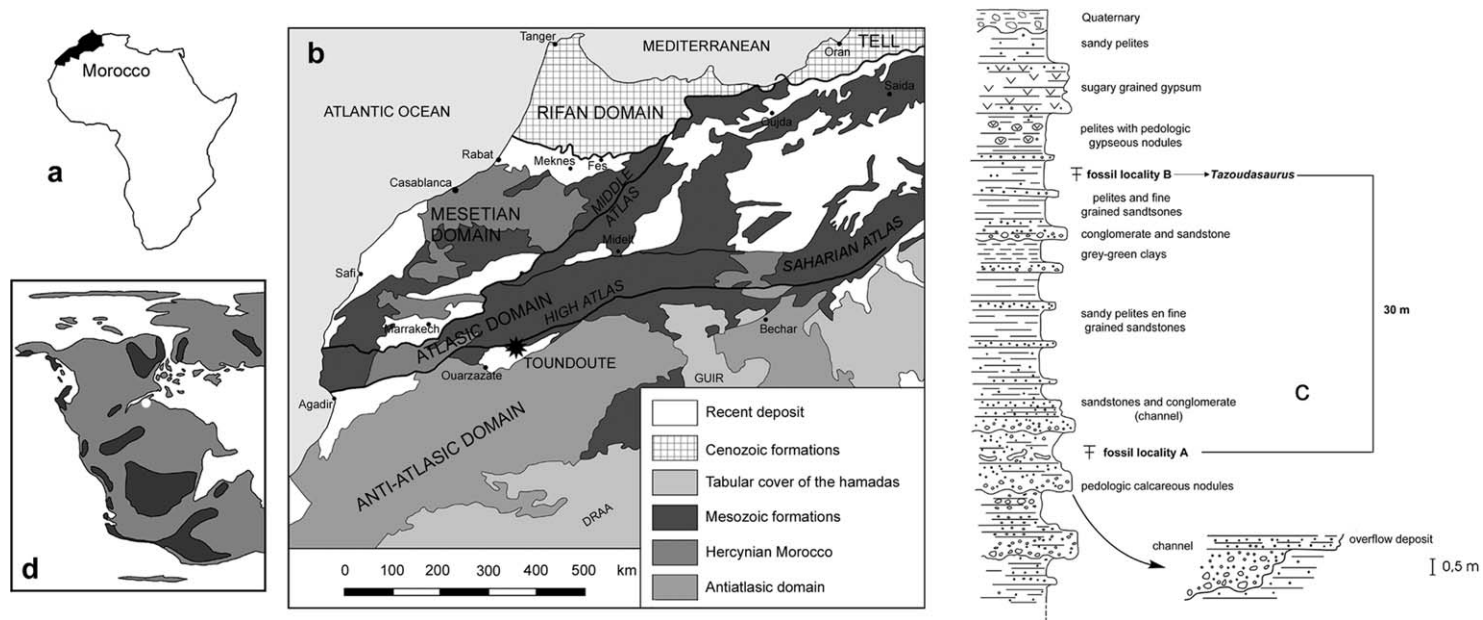 a
Morocco
b
Tanger
MEDITERRANEAN
TELL
Oran
ATLANTIC OCEAN
RIFAN DOMAIN
Saida
Oujda
Rabat
Meknes
Fes
Casablanca
MIDDLE
ATLAS
MESETIAN
DOMAIN
Midelt
Safi
SAHARIAN ATLAS
ATLASIC DOMAIN
HIGH ATLAS
Marrakech
Bechar
TOUNDOUTE
Ouarzazate
GUIR
Agadir
ANTI-ATLASIC DOMAIN
DRAA
Recent deposit
Cenozoic formations
Tabular cover of the hamadas
Mesozoic formations
Hercynian Morocco
Antiatlasic domain
0 100 200 300 400 500 km
d
Quaternary
sandy pelites
sugary grained gypsum
pelites with pedologic
gypseous nodules
fossil locality B
Tazoudasaurus
pelites and fine
grained sandtsones
conglomerate and sandstone
grey-green clays
30 m
sandy pelites en fine
grained sandstones
sandstones and conglomerate
(channel)
c
fossil locality A
pedologic calcareous nodules
channel
overflow deposit
0,5 m